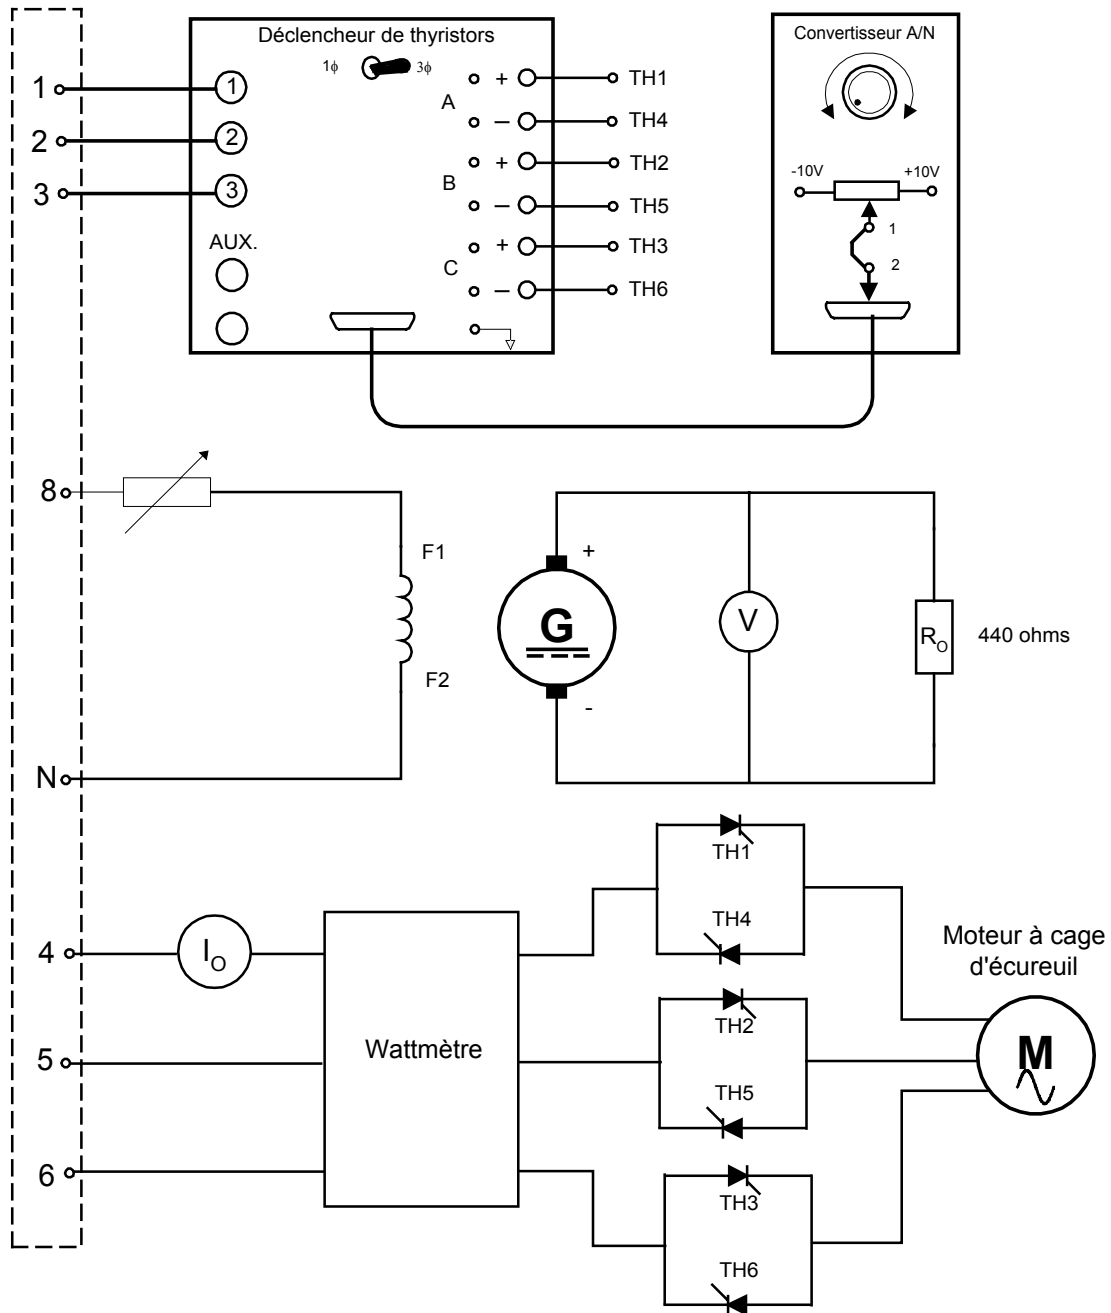 Déclencheur de thyristors
1ϕ
3ϕ
1
2
3
1
2
3
AUX.
A
+
–
B
+
–
C
+
–
TH1
TH4
TH2
TH5
TH3
TH6
Convertisseur A/N
-10V
+10V
1
2
8
F1
F2
N
+
G
-
V
RO
440 ohms
4
IO
5
6
Wattmètre
TH1
TH4
TH2
TH5
TH3
TH6
Moteur à cage
d'écureuil
M